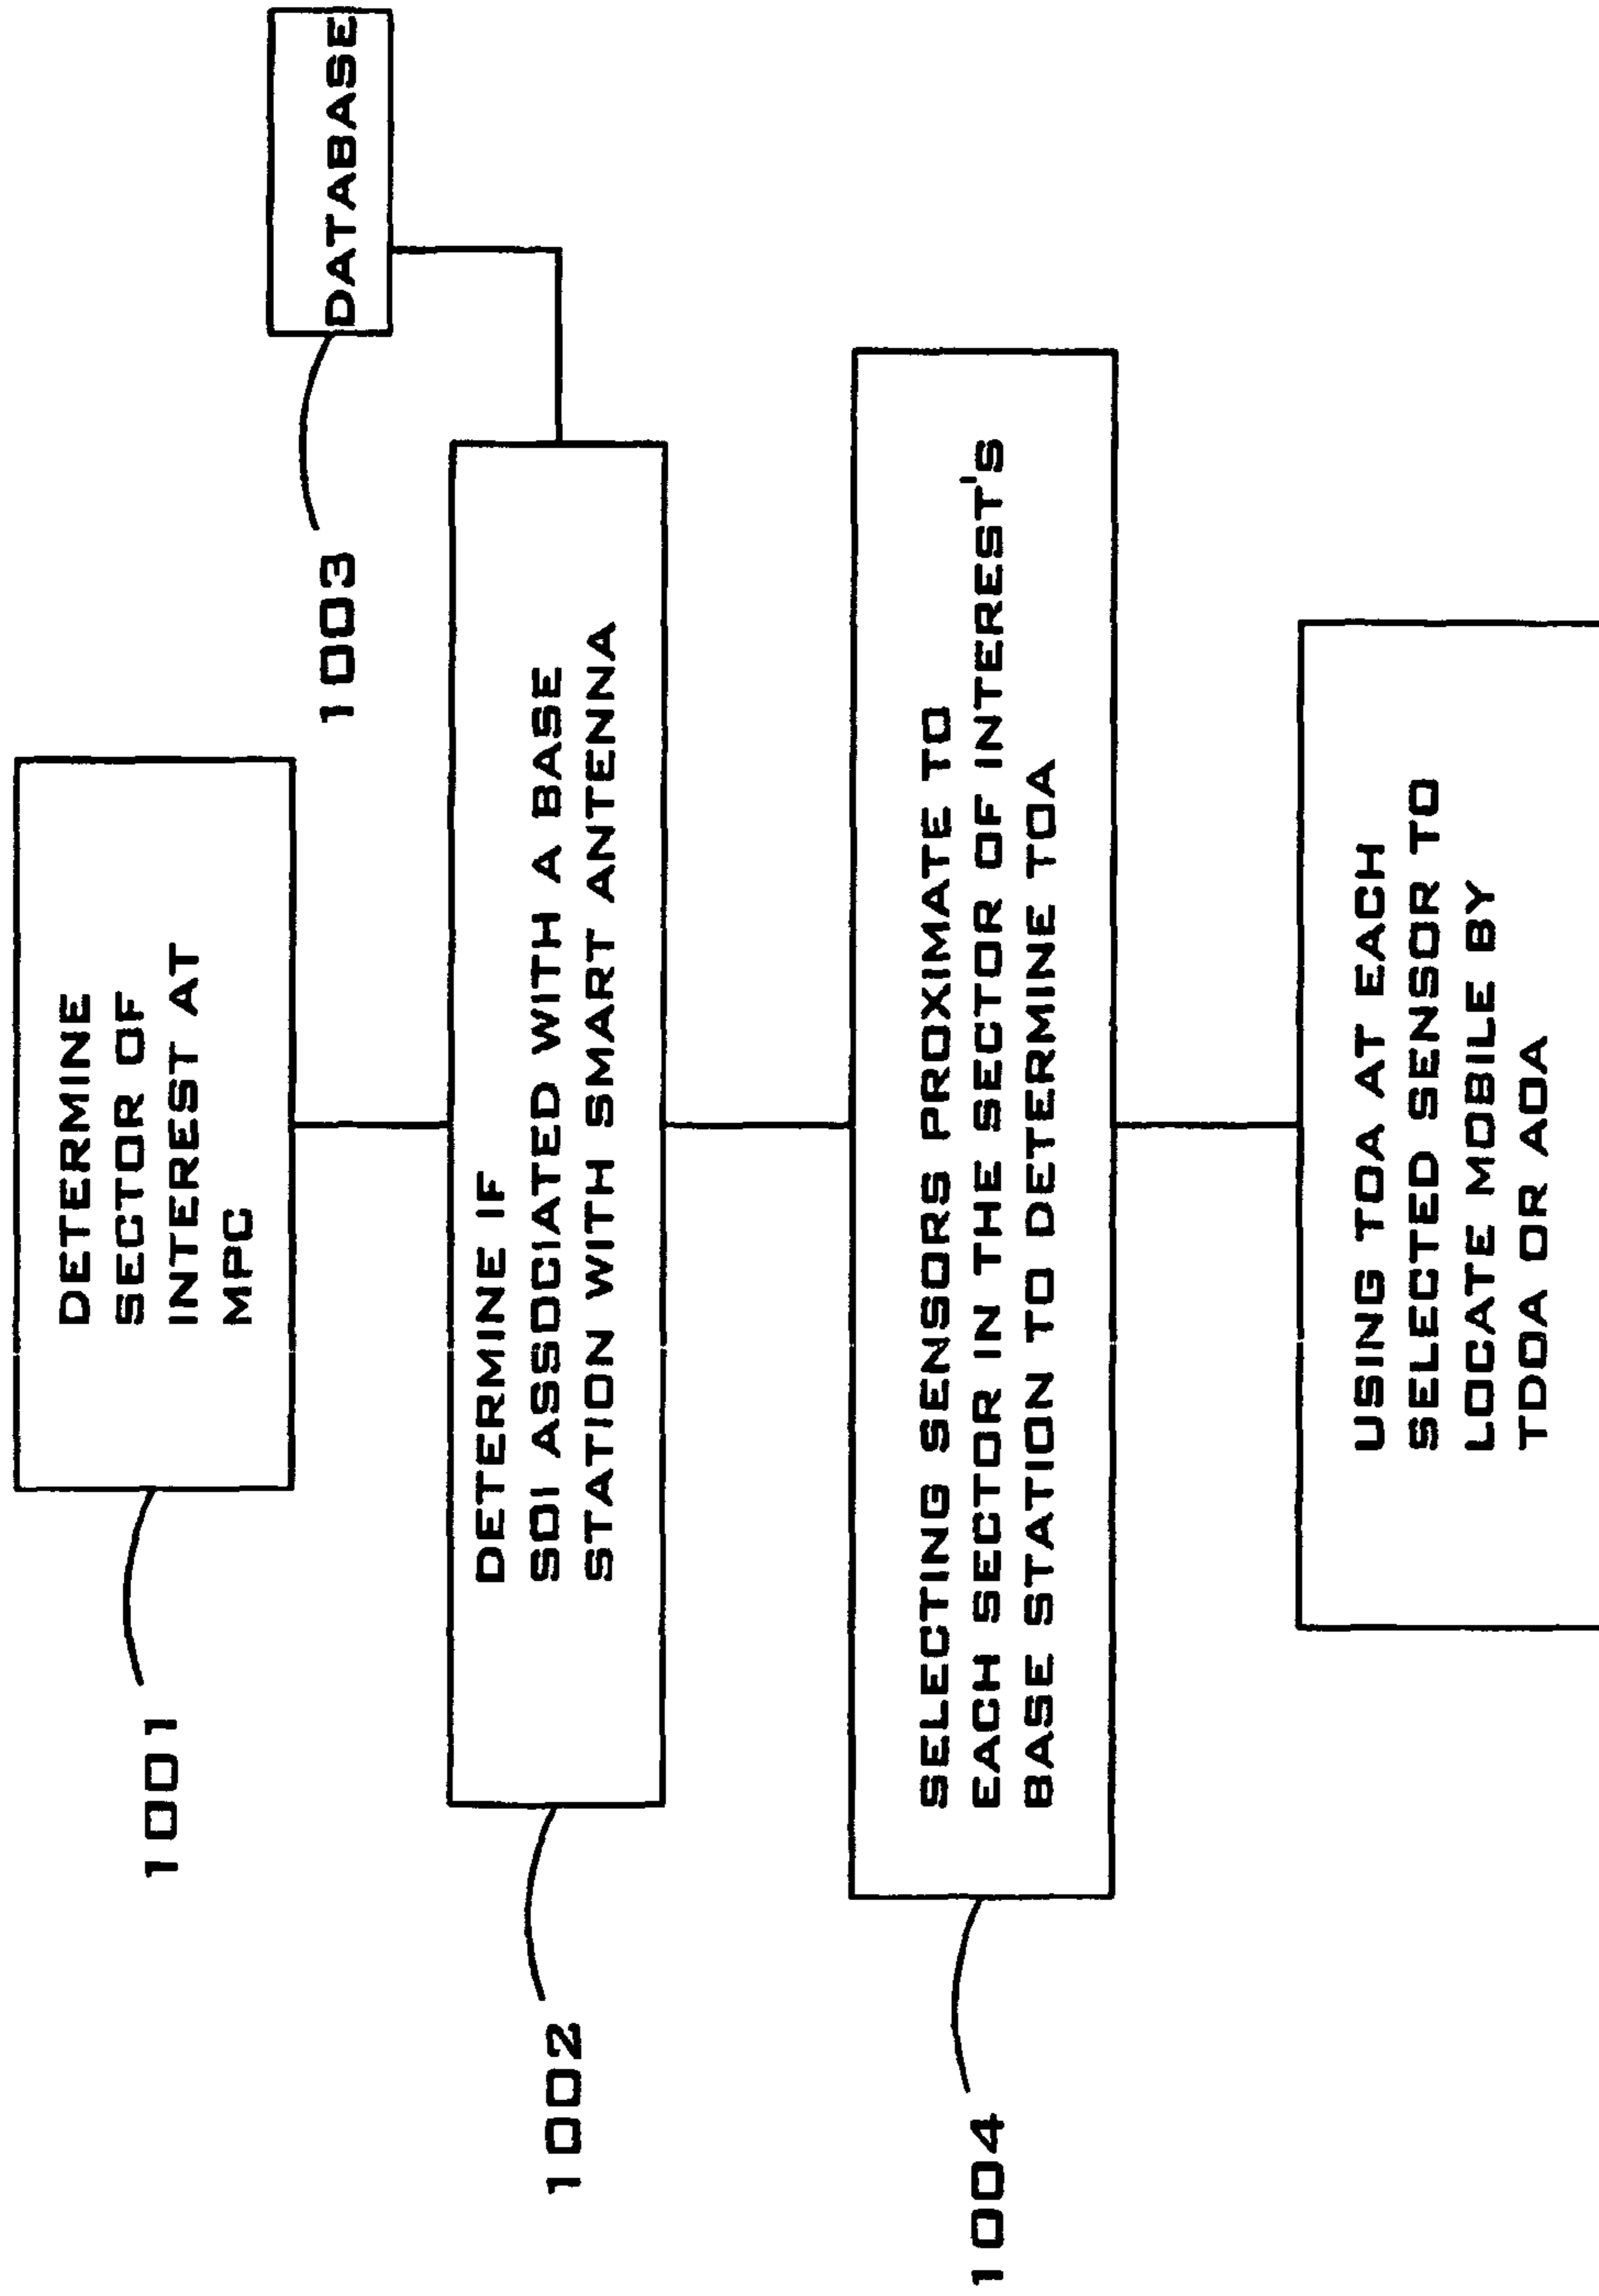 1001
DETERMINE
SECTOR OF
INTEREST AT
MPC
1003
DATABASE
1002
DETERMINE IF
SOI ASSOCIATED WITH A BASE
STATION WITH SMART ANTENNA
1004
SELECTING SENSORS PROXIMATE TO
EACH SECTOR IN THE SECTOR OF INTEREST'S
BASE STATION TO DETERMINE TOA
USING TOA AT EACH
SELECTED SENSOR TO
LOCATE MOBILE BY
TDOA OR AOA